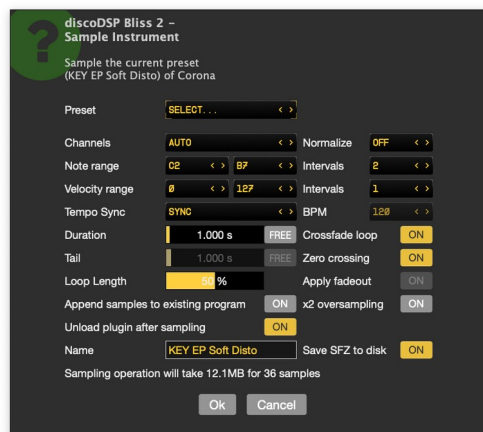 discoDSP Bliss 2 –
Sample Instrument
Sample the current preset
(KEY EP Soft Disto) of Corona
Preset SELECT... < >
Channels AUTO < > Normalize OFF < >
Note range C2 < > B7 < > Intervals 2 < >
Velocity range 0 < > 127 < > Intervals 1 < >
Tempo Sync SYNC < > BPM 120 < >
Duration 1.000 s FREE Crossfade loop ON
Tail 1.000 s FREE Zero crossing ON
Loop Length 50 % Apply fadeout ON
Append samples to existing program ON x2 oversampling ON
Unload plugin after sampling ON
Name KEY EP Soft Disto Save SFZ to disk ON
Sampling operation will take 12.1MB for 36 samples
Ok Cancel